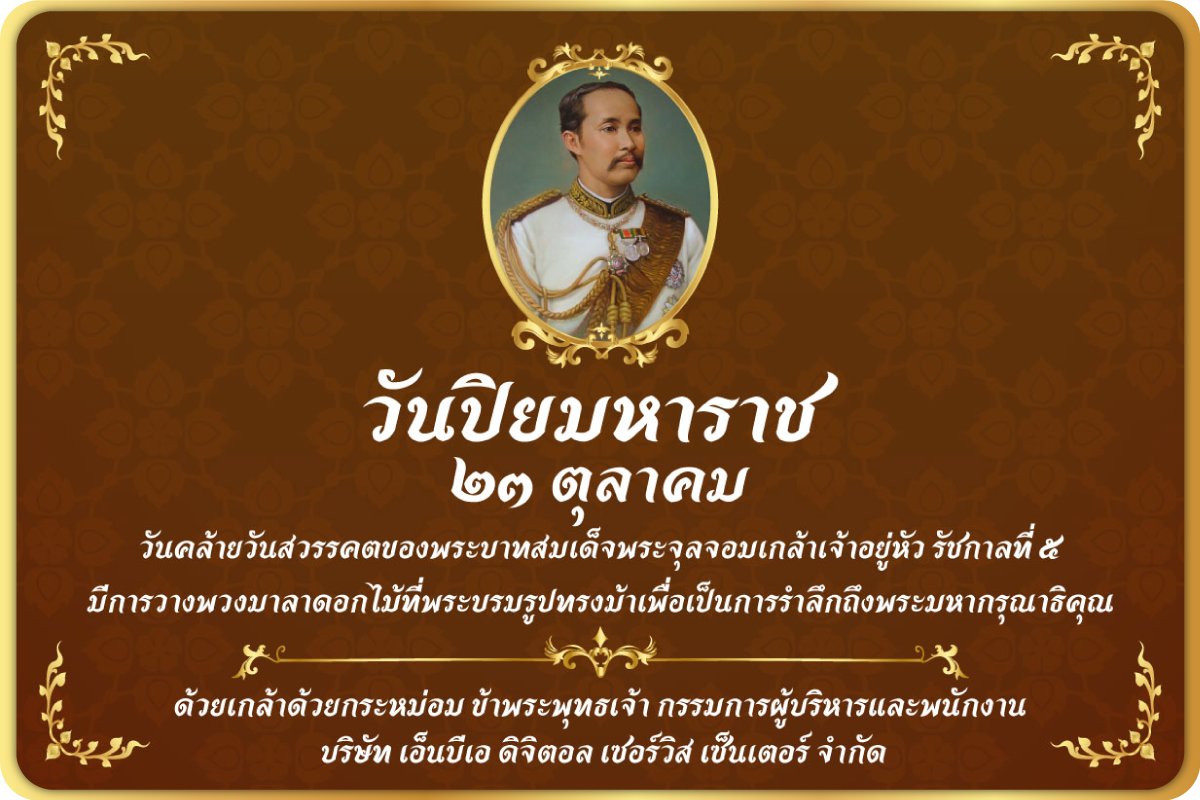 วันปิยมหาราช
๒๓ ตุลาคม
วันคล้ายวันสวรรคตของพระบาทสมเด็จพระจุลจอมเกล้าเจ้าอยู่หัว รัชกาลที่ ๕
มีการวางพวงมาลาดอกไม้ที่พระบรมรูปทรงม้าเพื่อเป็นการรำลึกถึงพระมหากรุณาธิคุณ
ด้วยเกล้าด้วยกระหม่อม ข้าพระพุทธเจ้า กรรมการผู้บริหารและพนักงาน
บริษัท เอ็นบีเอ ดิจิตอล เซอร์วิส เซ็นเตอร์ จำกัด